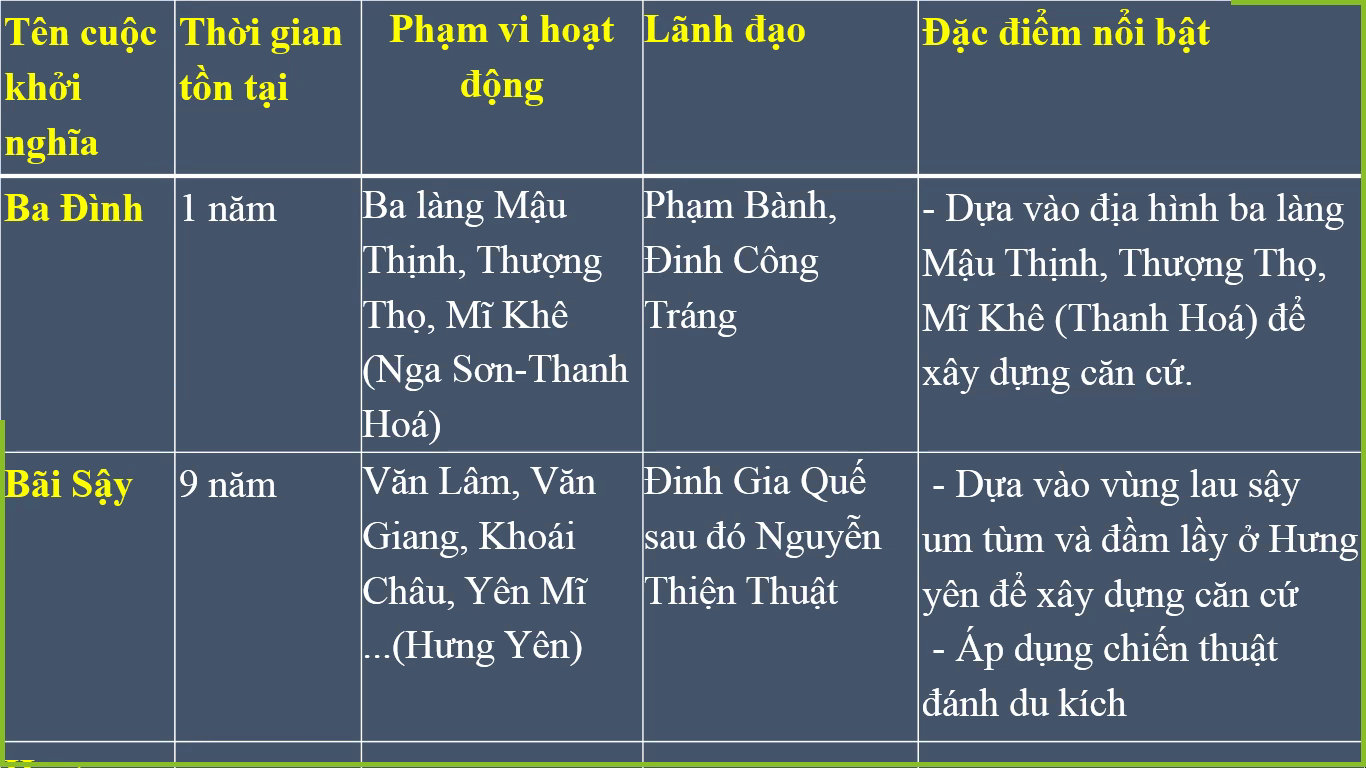 Tên cuộc
khởi
nghĩa
Thời gian
tồn tại
Phạm vi hoạt
động
Lãnh đạo
Đặc điểm nổi bật
Ba Đình
1 năm
Ba làng Mậu
Thịnh, Thượng
Thọ, Mĩ Khê
(Nga Sơn-Thanh
Hoá)
Phạm Bành,
Đinh Công
Tráng
- Dựa vào địa hình ba làng
Mậu Thịnh, Thượng Thọ,
Mĩ Khê (Thanh Hoá) để
xây dựng căn cứ.
Bãi Sậy
9 năm
Văn Lâm, Văn
Giang, Khoái
Châu, Yên Mĩ
...(Hưng Yên)
Đinh Gia Quế
sau đó Nguyễn
Thiện Thuật
- Dựa vào vùng lau sậy
um tùm và đầm lầy ở Hưng
yên để xây dựng căn cứ
- Áp dụng chiến thuật
đánh du kích